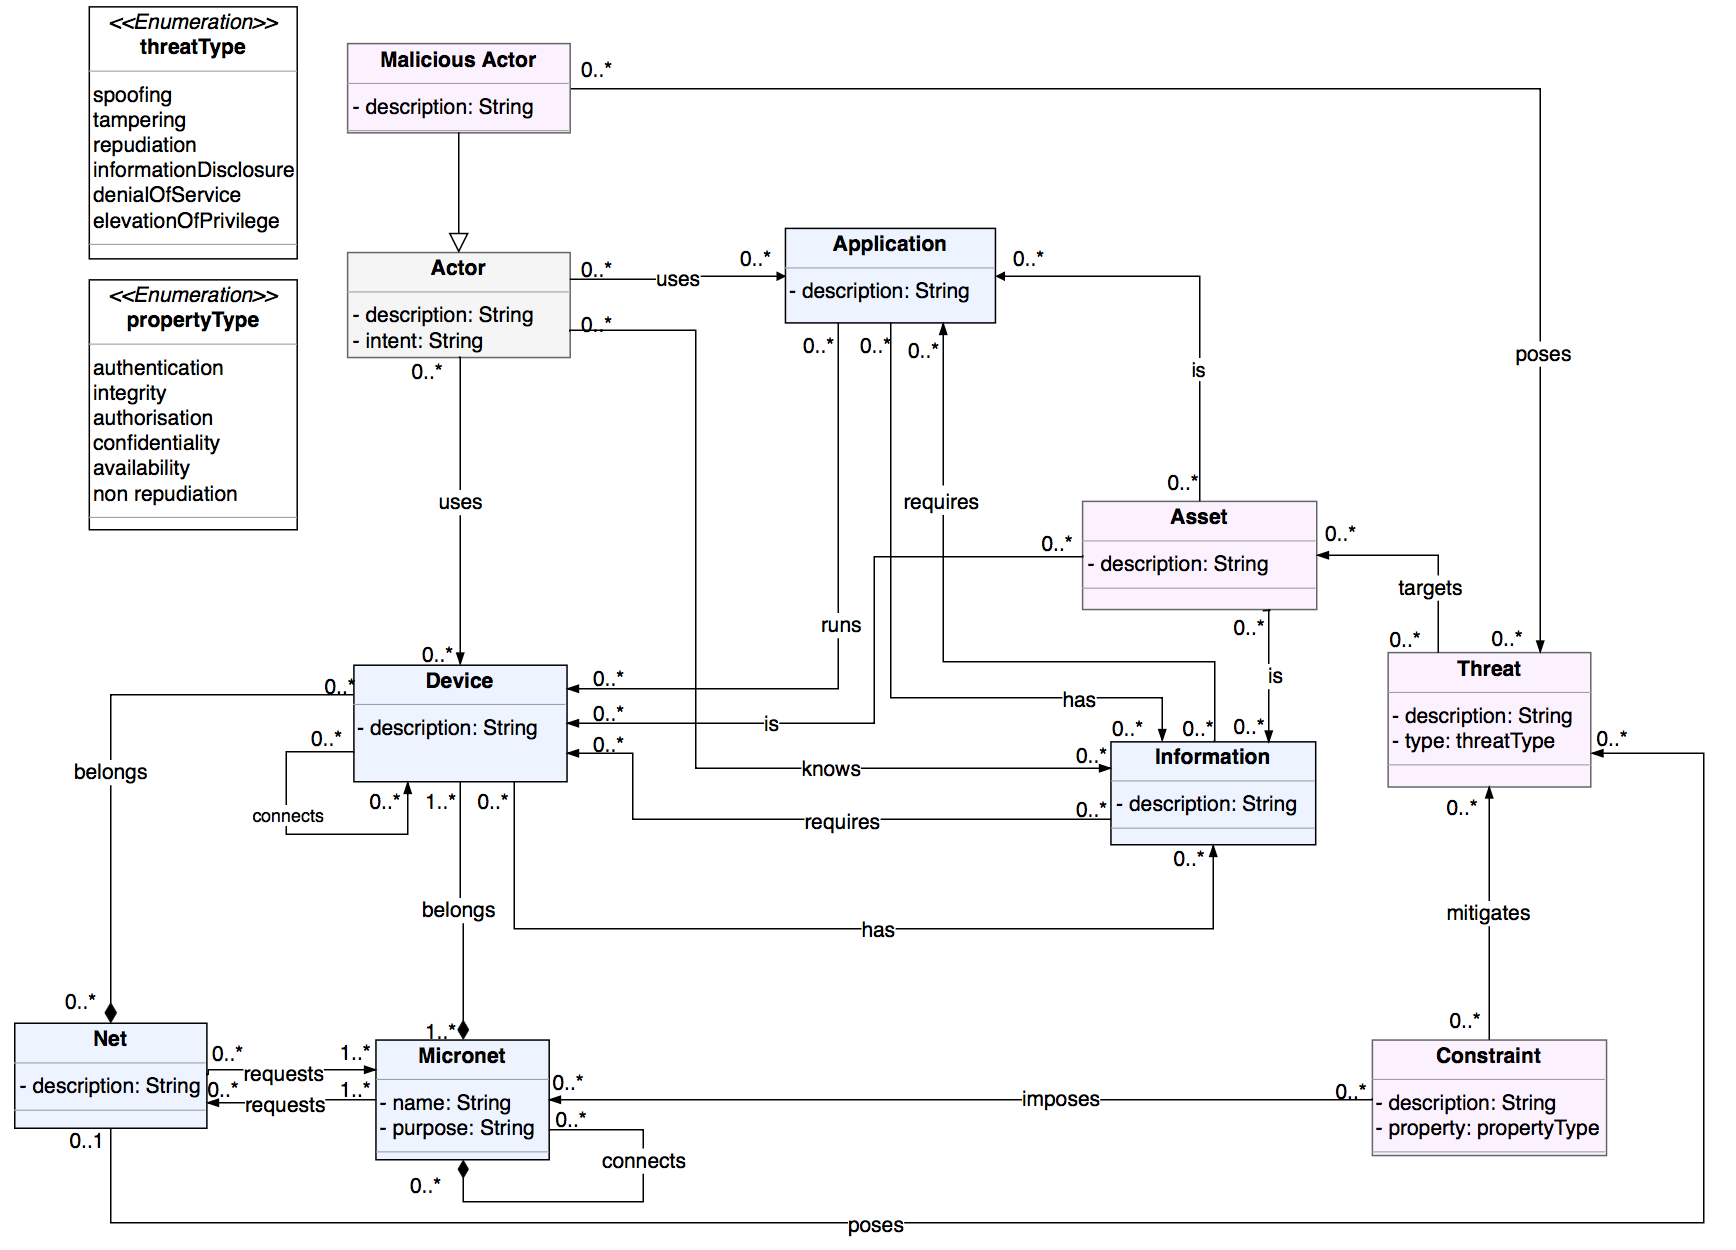 <<Enumeration>>
threatType
spoofing
tampering
repudiation
informationDisclosure
denialOfService
elevationOfPrivilege
<<Enumeration>>
propertyType
authentication
integrity
authorisation
confidentiality
availability
non repudiation
Malicious Actor
- description: String
0..*
poses
Actor
- description: String
- intent: String
0..*
uses
0..*
0..*
0..*
uses
0..*
Application
- description: String
0..*
0..*
0..*
0..*
is
0..*
requires
runs
Asset
- description: String
0..*
0..*
0..*
is
targets
0..*
0..*
Threat
- description: String
- type: threatType
0..*
0..*
Device
- description: String
0..*
0..*
connects
0..*
1..*
0..*
0..*
0..*
is
0..*
has
knows
requires
0..*
0..*
0..*
0..*
0..*
Information
- description: String
0..*
belongs
belongs
has
mitigates
0..*
0..*
Net
- description: String
0..*
requests
1..*
0..*
requests
1..*
0..1
1..*
Micronet
- name: String
- purpose: String
0..*
0..*
connects
0..*
imposes
0..*
Constraint
- description: String
- property: propertyType
poses